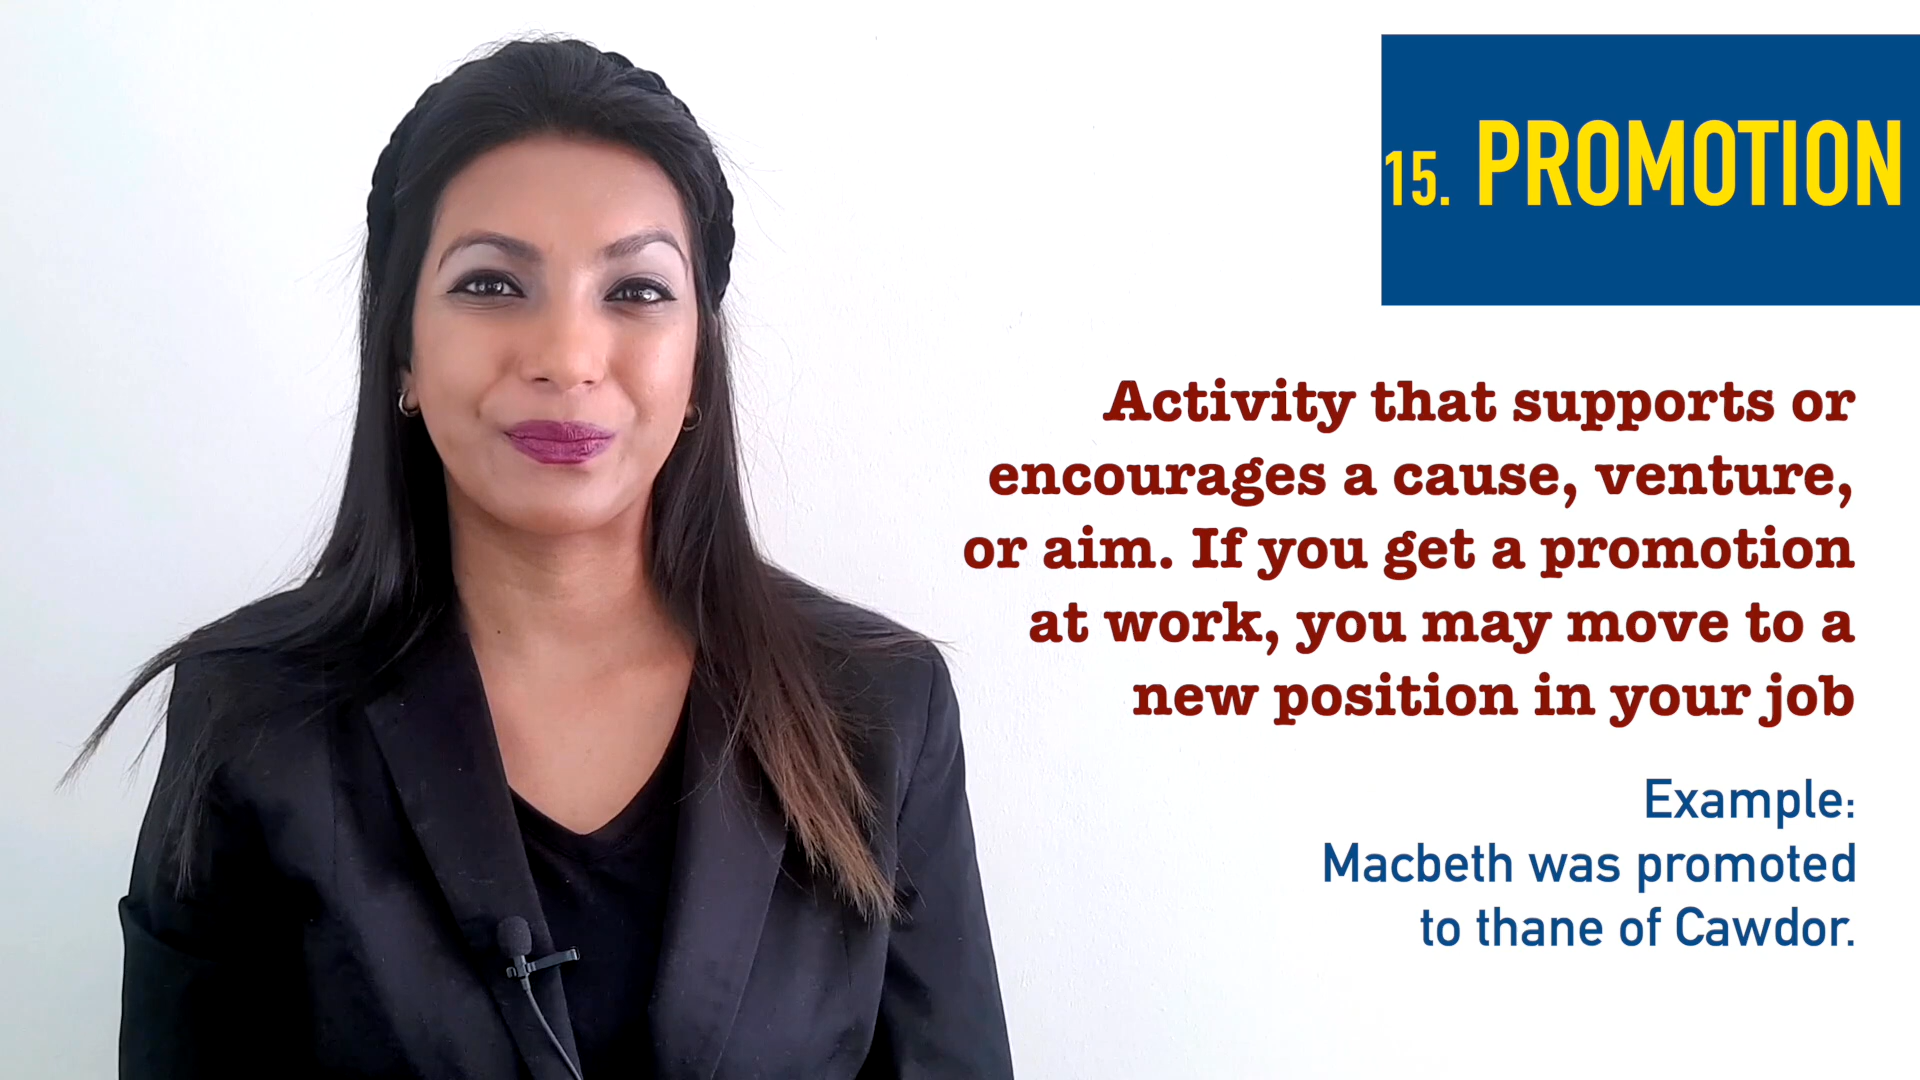 15. PROMOTION
Activity that supports or
encourages a cause, venture,
or aim. If you get a promotion
at work, you may move to a
new position in your job
Example:
Macbeth was promoted
to thane of Cawdor.